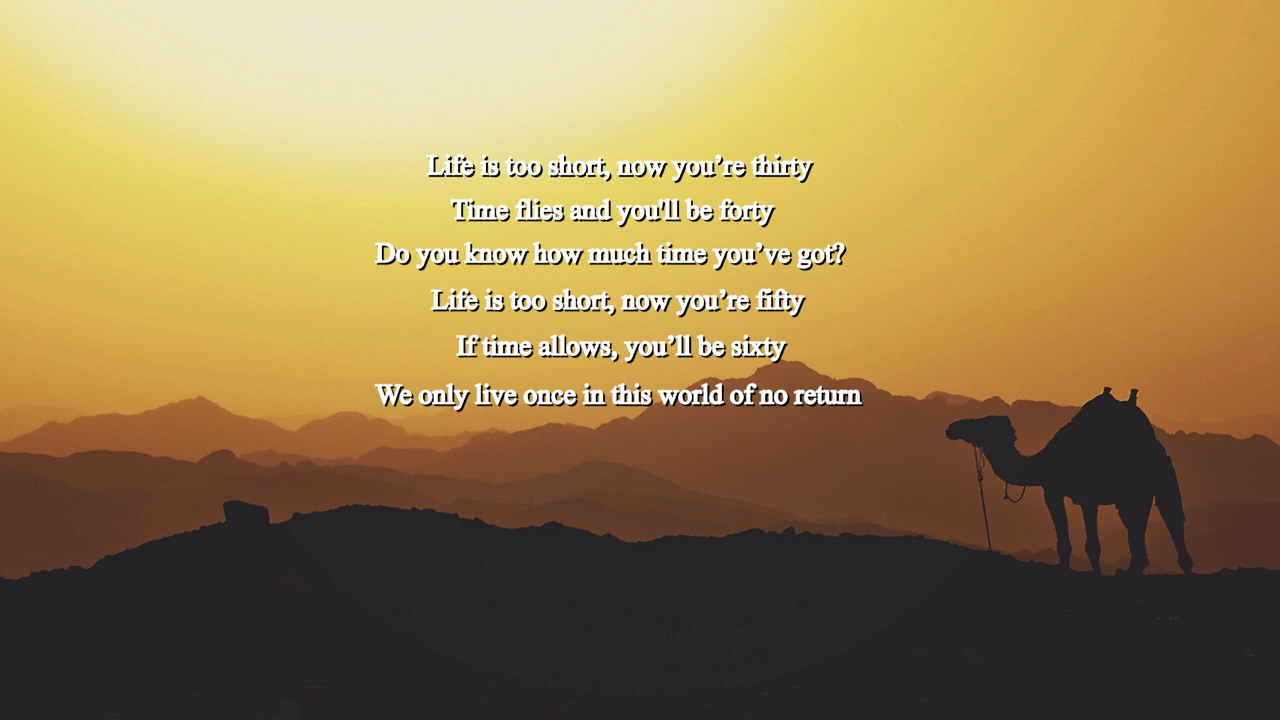 Life is too short, now you’re thirty
Time flies and you'll be forty
Do you know how much time you’ve got?
Life is too short, now you’re fifty
If time allows, you’ll be sixty
We only live once in this world of no return